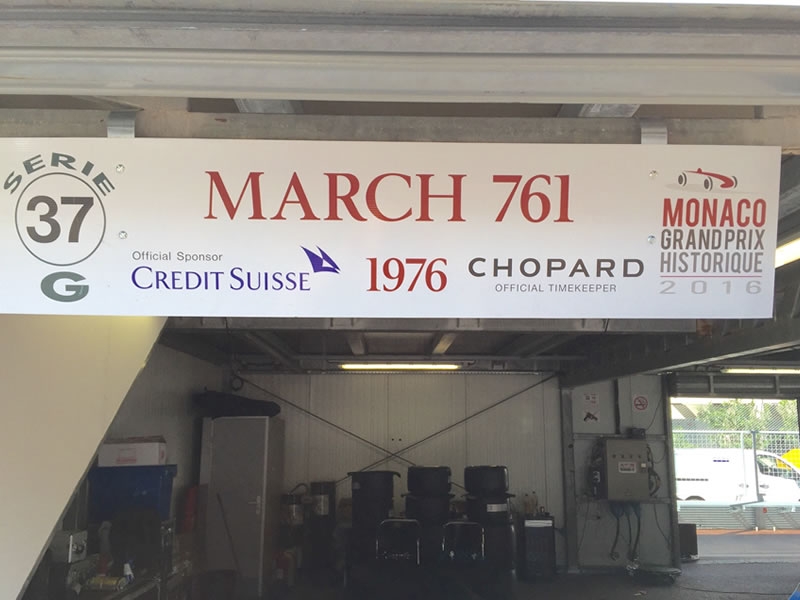 SERIE
37
G
MARCH 761
Official Sponsor
CREDIT SUISSE
1976
CHOPARD
OFFICIAL TIMEKEEPER
MONACO
GRAND PRIX
HISTORIQUE
2016